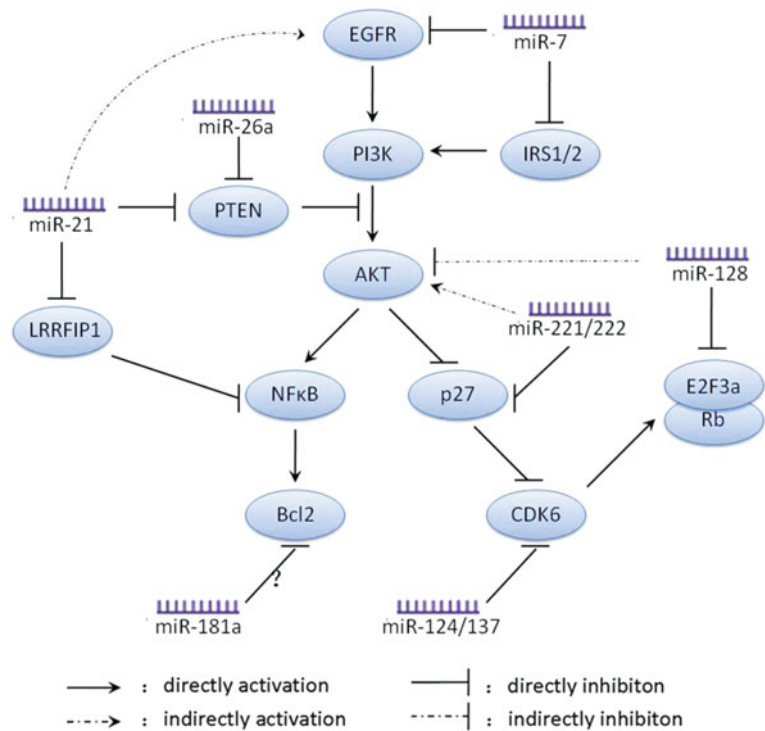 EGFR
miR-7
miR-26a
PI3K
IRS1/2
miR-21
PTEN
AKT
miR-128
miR-221/222
LRRFIP1
NFκB
p27
E2F3a
Rb
Bcl2
CDK6
?
miR-181a
miR-124/137
: directly activation
: directly inhibiton
: indirectly activation
: indirectly inhibiton